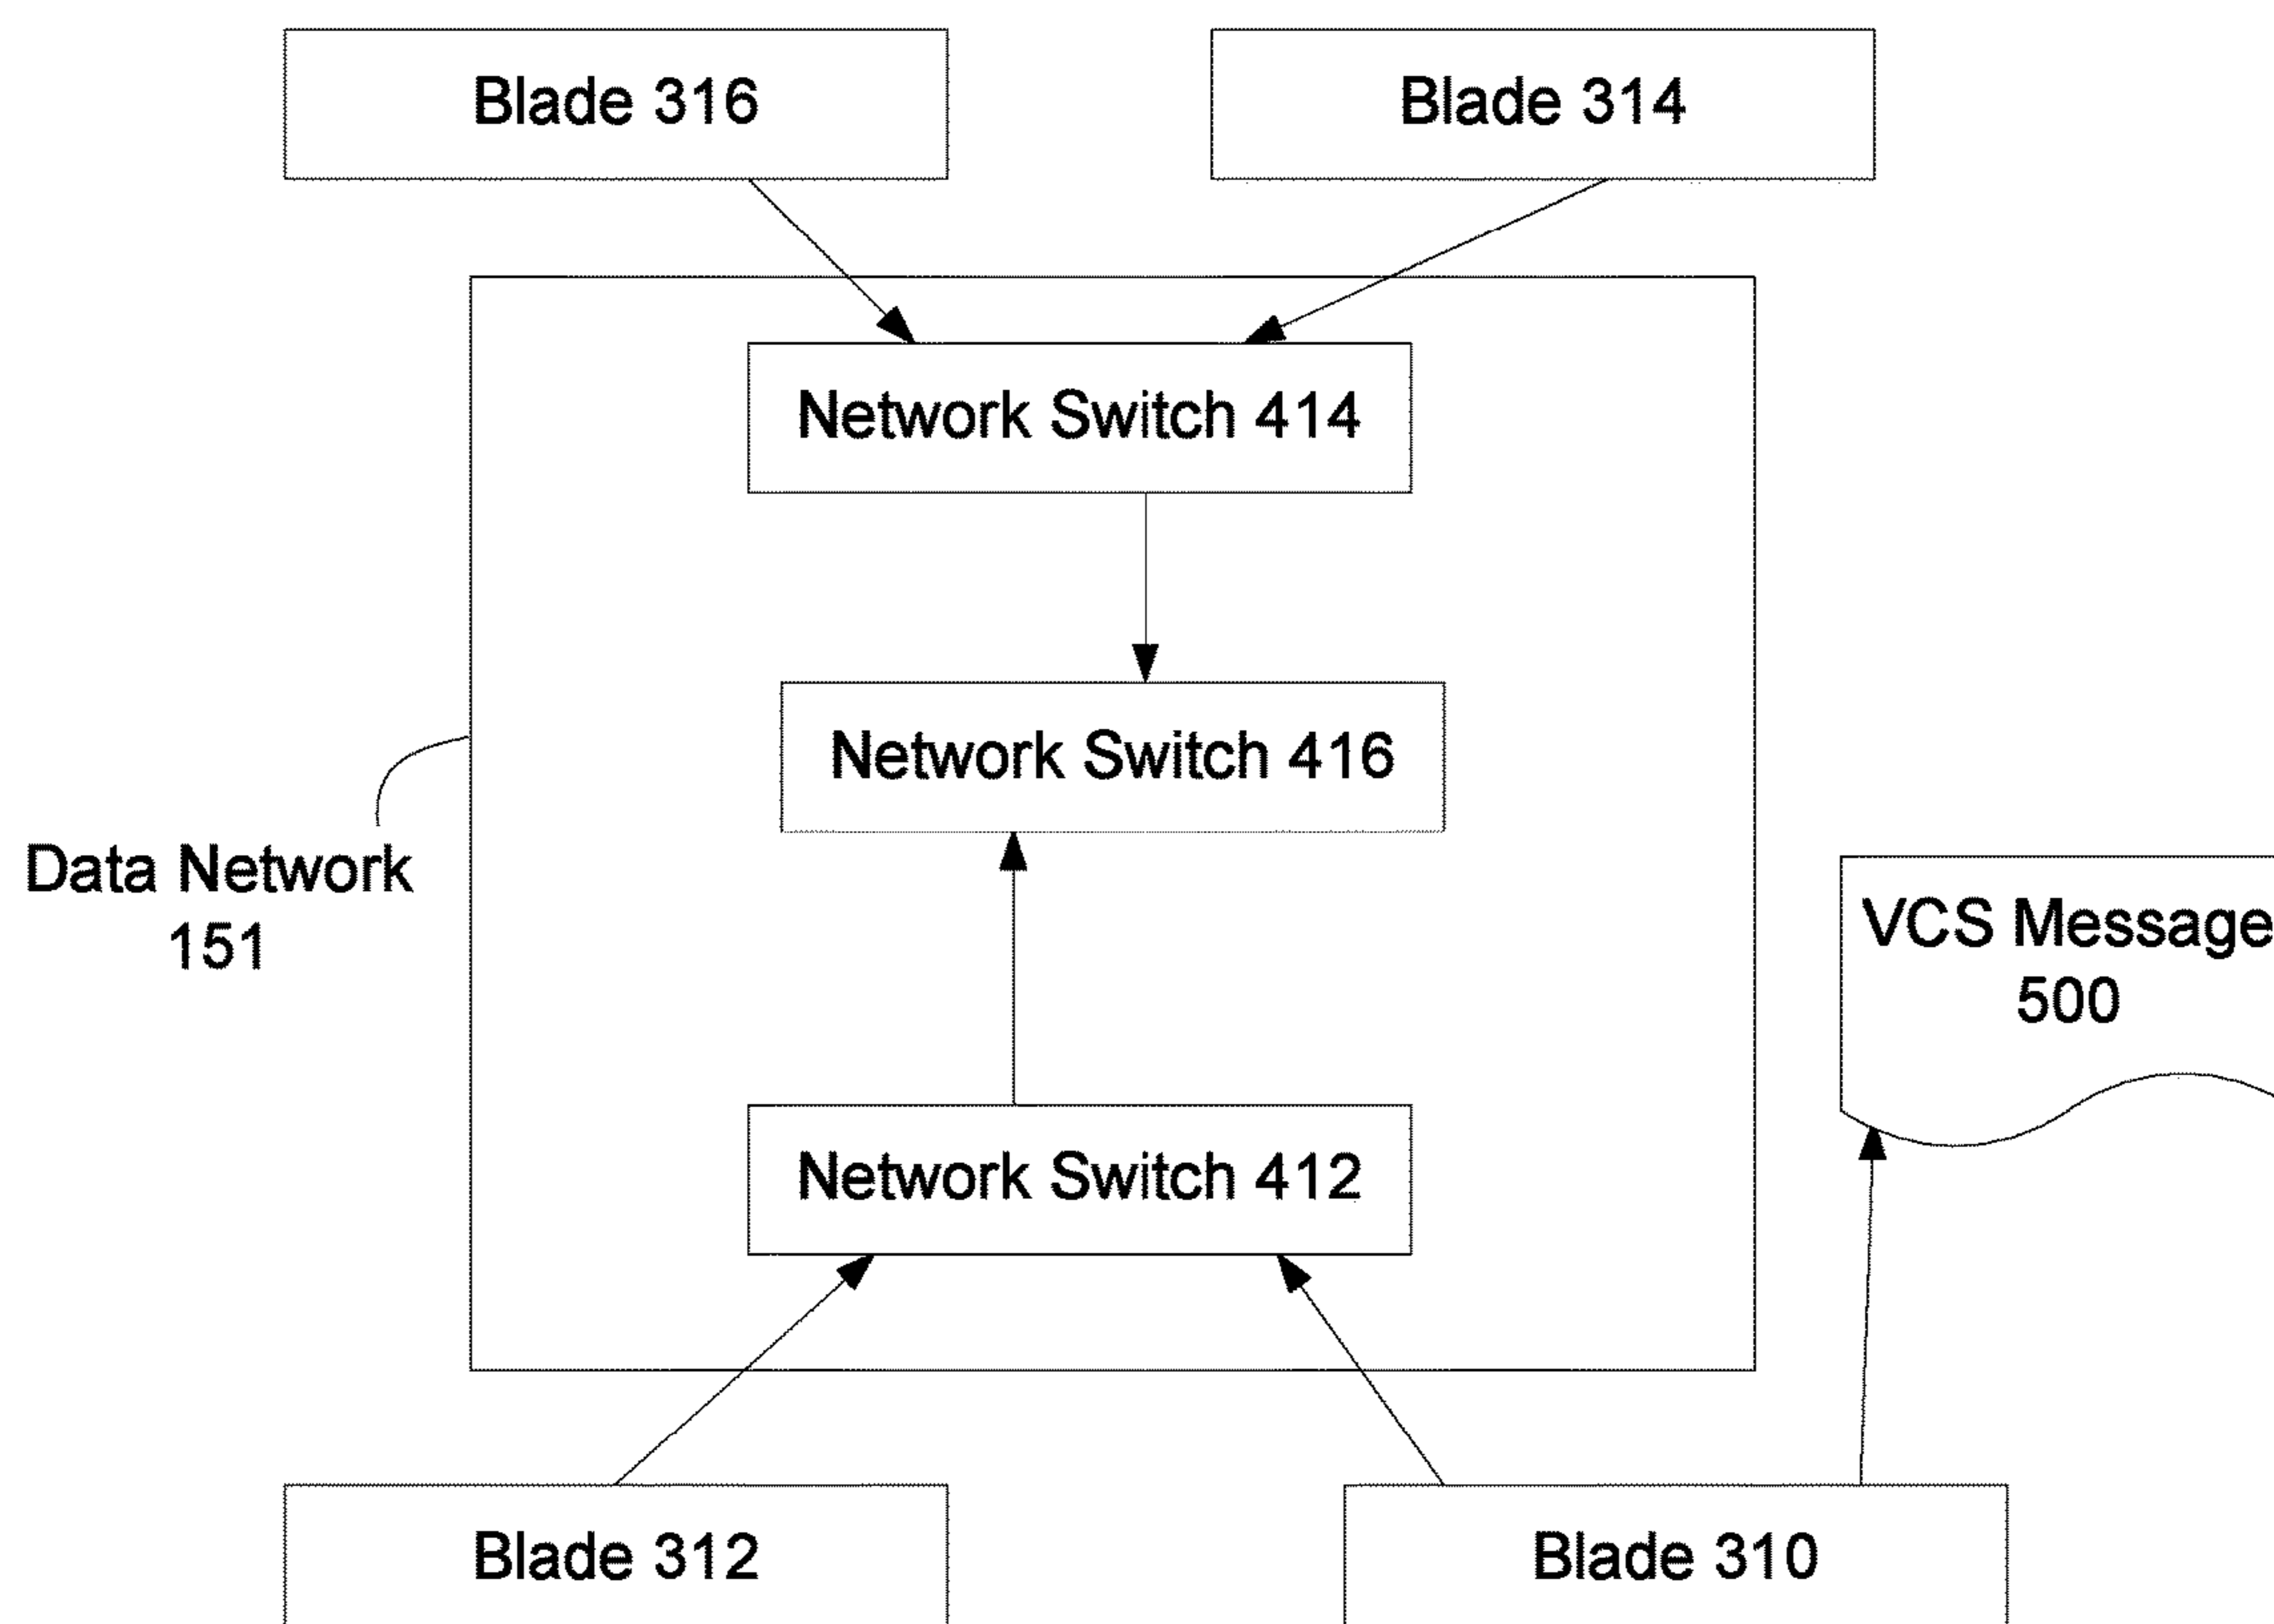 Blade 316
Blade 314
Network Switch 414
Network Switch 416
Data Network
151
VCS Message
500
Network Switch 412
Blade 312
Blade 310